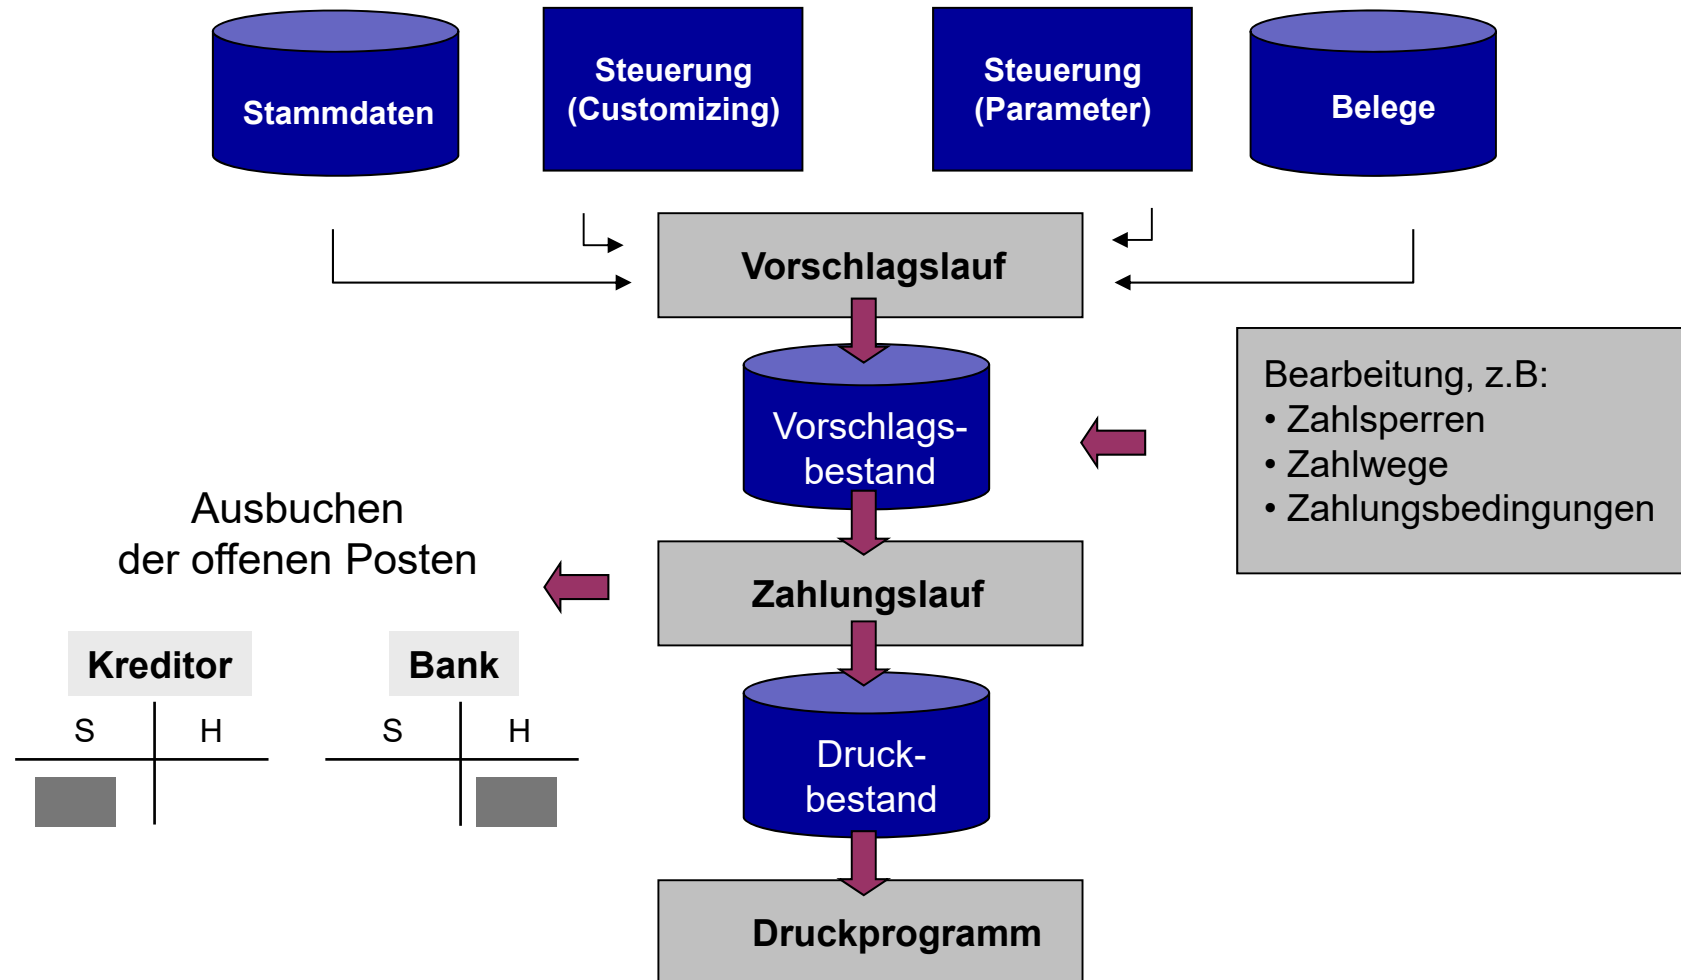 Stammdaten
Steuerung
(Customizing)
Steuerung
(Parameter)
Belege
Vorschlagslauf
Vorschlags-
bestand
Bearbeitung, z.B:
• Zahlsperren
• Zahlwege
• Zahlungsbedingungen
Ausbuchen
der offenen Posten
Zahlungslauf
Kreditor
S H
Bank
S H
Druck-
bestand
Druckprogramm